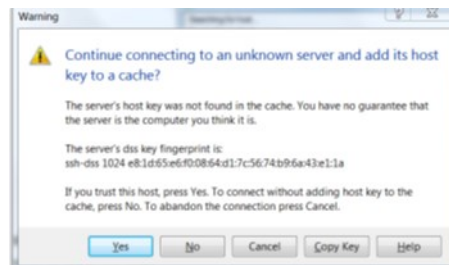 Warning
Searching for host...
Continue connecting to an unknown server and add its host
key to a cache?
The server's host key was not found in the cache. You have no guarantee that
the server is the computer you think it is.
The server's dss key fingerprint is:
ssh-dss 1024 e8:1d:65:e6:f0:08:64:d1:7c:56:74:b9:6a:43:e1:1a
If you trust this host, press Yes. To connect without adding host key to the
cache, press No. To abandon the connection press Cancel.
Yes No Cancel Copy Key Help